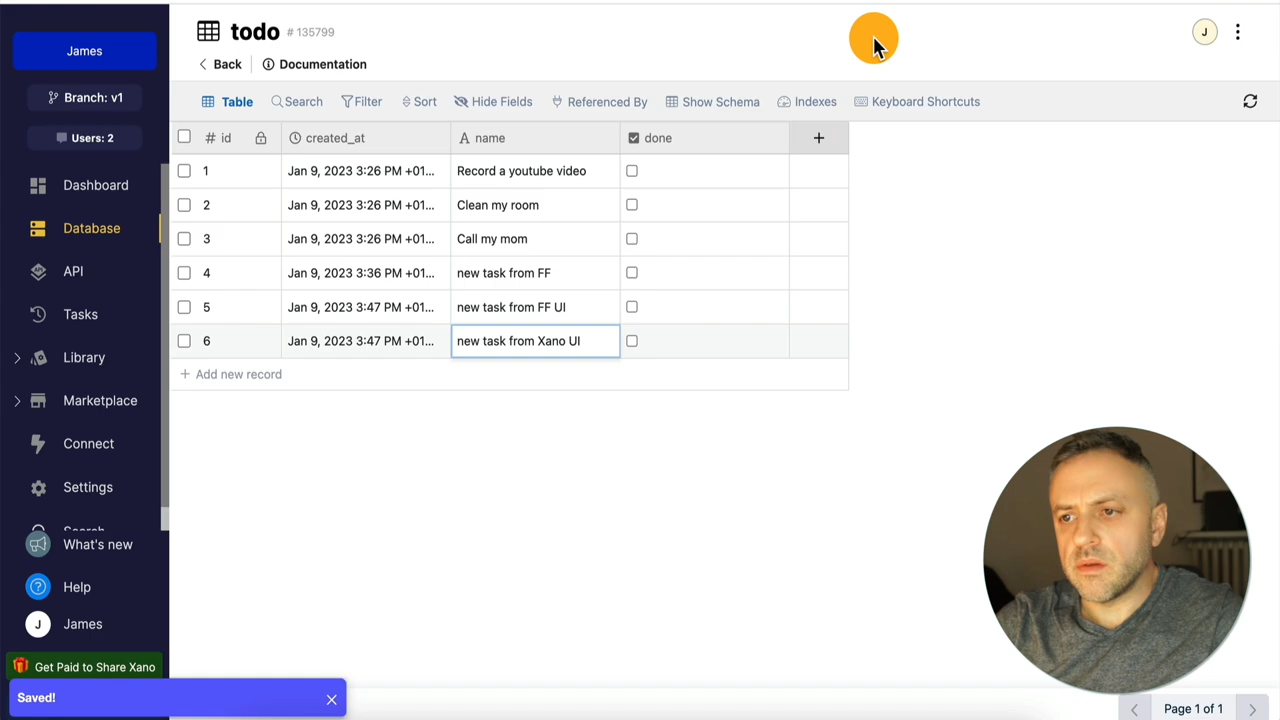 James
Branch: v1
Users: 2
Dashboard
Database
API
Tasks
Library
Marketplace
Connect
Settings
Search
What's new
Help
J James
Get Paid to Share Xano
Saved!
todo # 135799
J
Back Documentation
Table Search Filter Sort Hide Fields Referenced By Show Schema Indexes Keyboard Shortcuts
# id created_at A name done +
1 Jan 9, 2023 3:26 PM +01... Record a youtube video
2 Jan 9, 2023 3:26 PM +01... Clean my room
3 Jan 9, 2023 3:26 PM +01... Call my mom
4 Jan 9, 2023 3:36 PM +01... new task from FF
5 Jan 9, 2023 3:47 PM +01... new task from FF UI
6 Jan 9, 2023 3:47 PM +01... new task from Xano UI
+ Add new record
Page 1 of 1